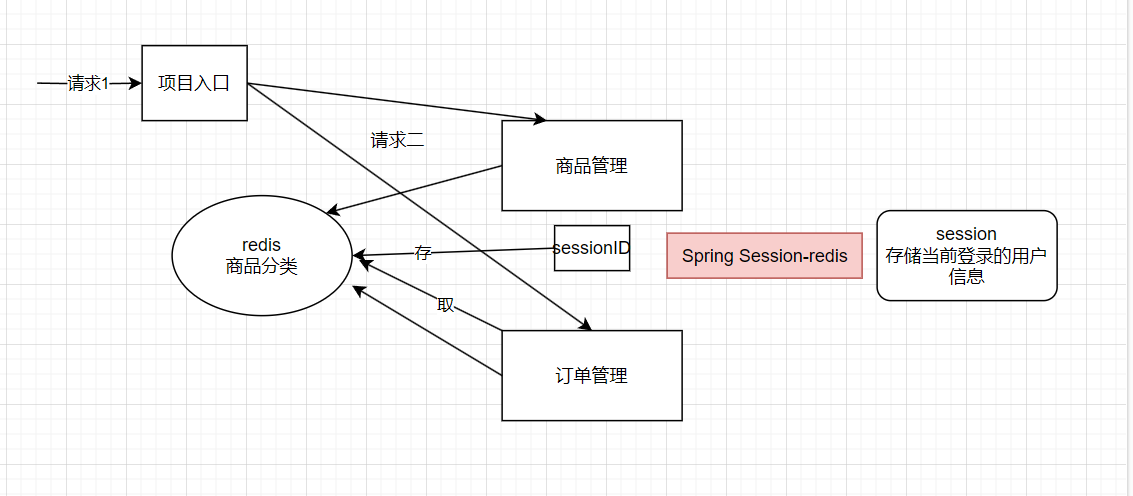 请求1
项目入口
请求二
商品管理
redis
商品分类
存
sessionID
Spring Session-redis
session
存储当前登录的用户
信息
取
订单管理